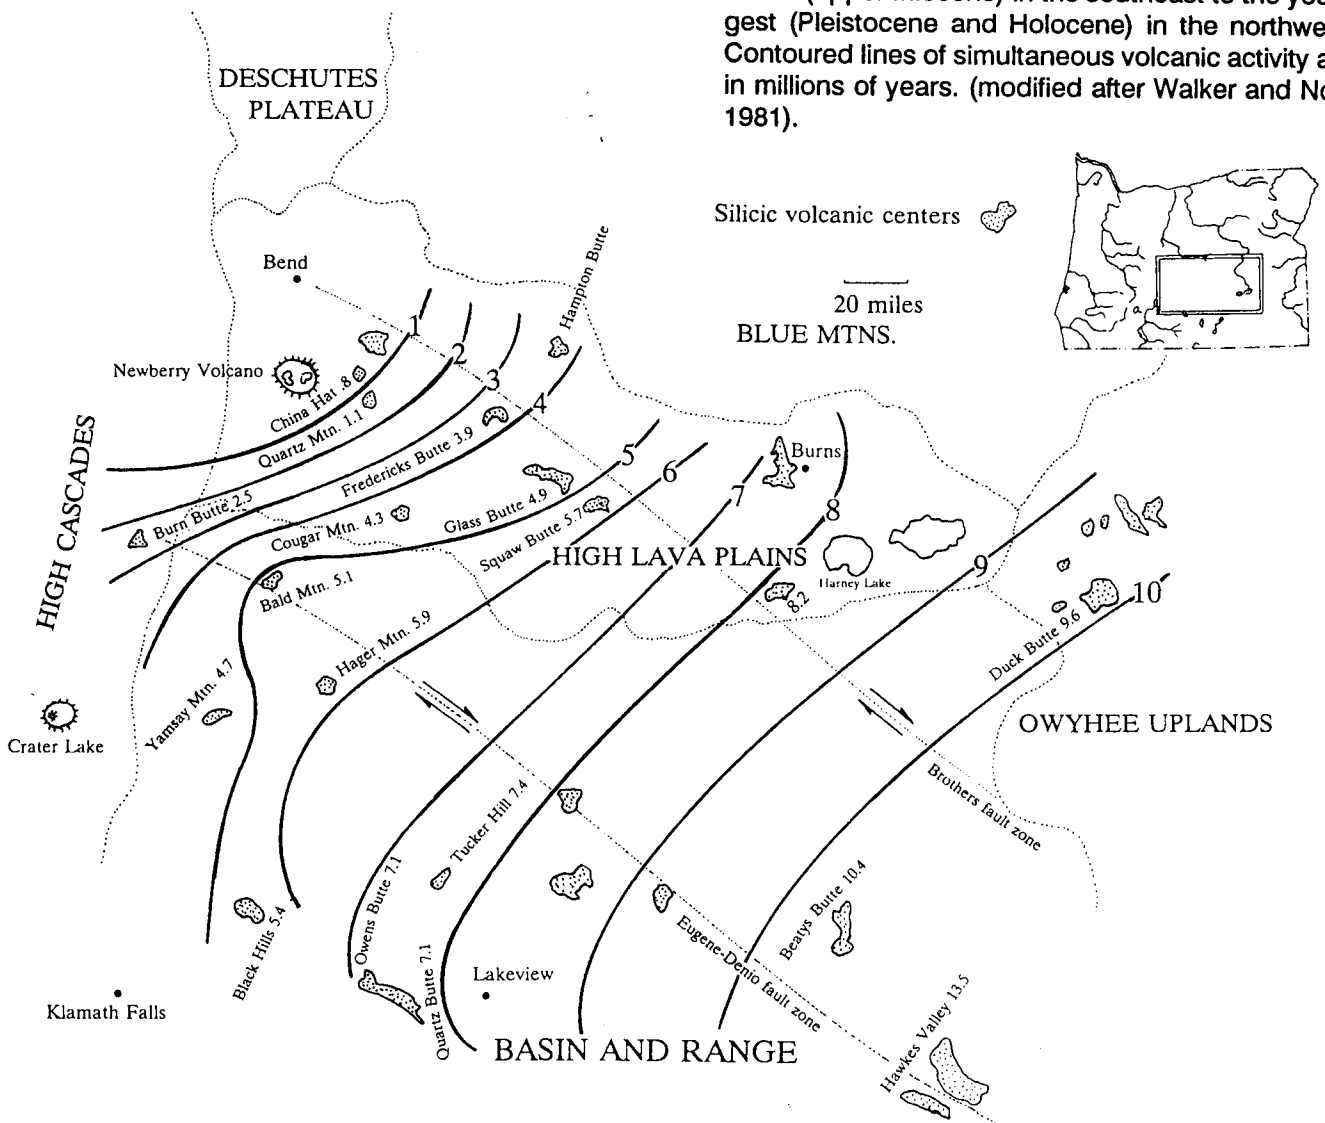 gest (Pleistocene and Holocene) in the northwe
Contoured lines of simultaneous volcanic activity a
in millions of years. (modified after Walker and No
1981).
DESCHUTES
PLATEAU
Silicic volcanic centers
20 miles
BLUE MTNS.
Bend
Hampton Butte
Newberry Volcano
China Hat .8
Quartz Mtn. 1.1
Fredericks Butte 3.9
Burn Butte 2.5
Cougar Mtn. 4.3
Glass Butte 4.9
Squaw Butte 5.7
Bald Mtn. 5.1
Hager Mtn. 5.9
Yamsay Mtn. 4.7
1
2
3
4
5
6
7
8
9
10
Burns
HIGH LAVA PLAINS
Harney Lake
8.2
HIGH CASCADES
Crater Lake
Duck Butte 9.6
OWYHEE UPLANDS
Brothers fault zone
Tucker Hill 7.4
Owens Butte 7.1
Quartz Butte 7.1
Black Hills 5.4
Beatys Butte 10.4
Eugene-Denio fault zone
Hawkes Valley 13.5
Lakeview
Klamath Falls
BASIN AND RANGE